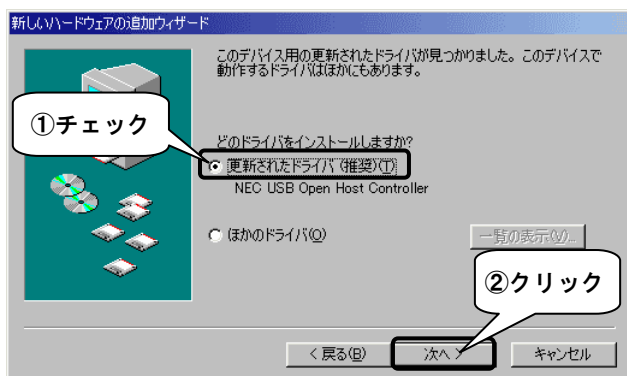 新しいハードウェアの追加ウィザード
このデバイス用の更新されたドライバが見つかりました。このデバイスで
動作するドライバはほかにもあります。
①チェック
どのドライバをインストールしますか?
更新されたドライバ (推奨)(T)
NEC USB Open Host Controller
ほかのドライバ(O)
一覧の表示(V)...
②クリック
< 戻る(B)
次へ >
キャンセル